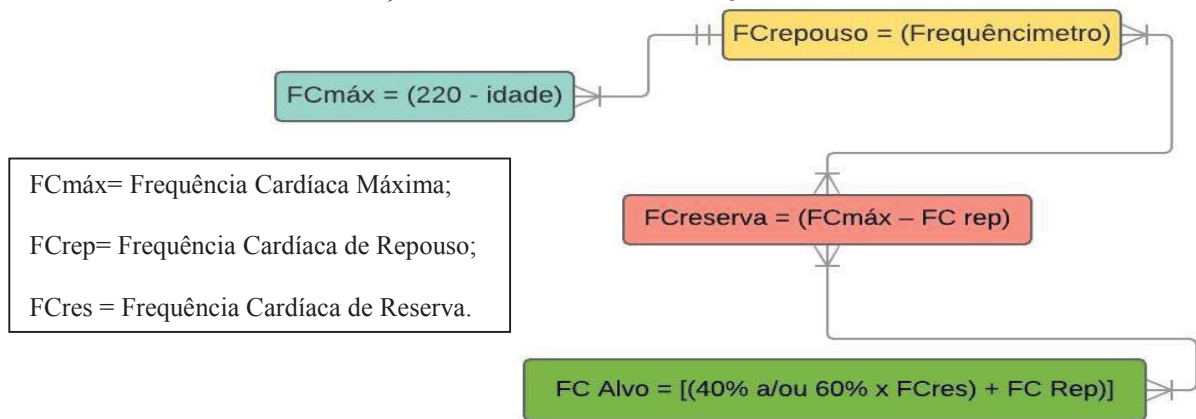 FCrepouso = (Frequêncimetro)
FCmáx = (220 - idade)
FCmáx= Frequência Cardíaca Máxima;
FCrep= Frequência Cardíaca de Repouso;
FCres = Frequência Cardíaca de Reserva.
FCreserva = (FCmáx – FC rep)
FC Alvo = [(40% a/ou 60% x FCres) + FC Rep)]